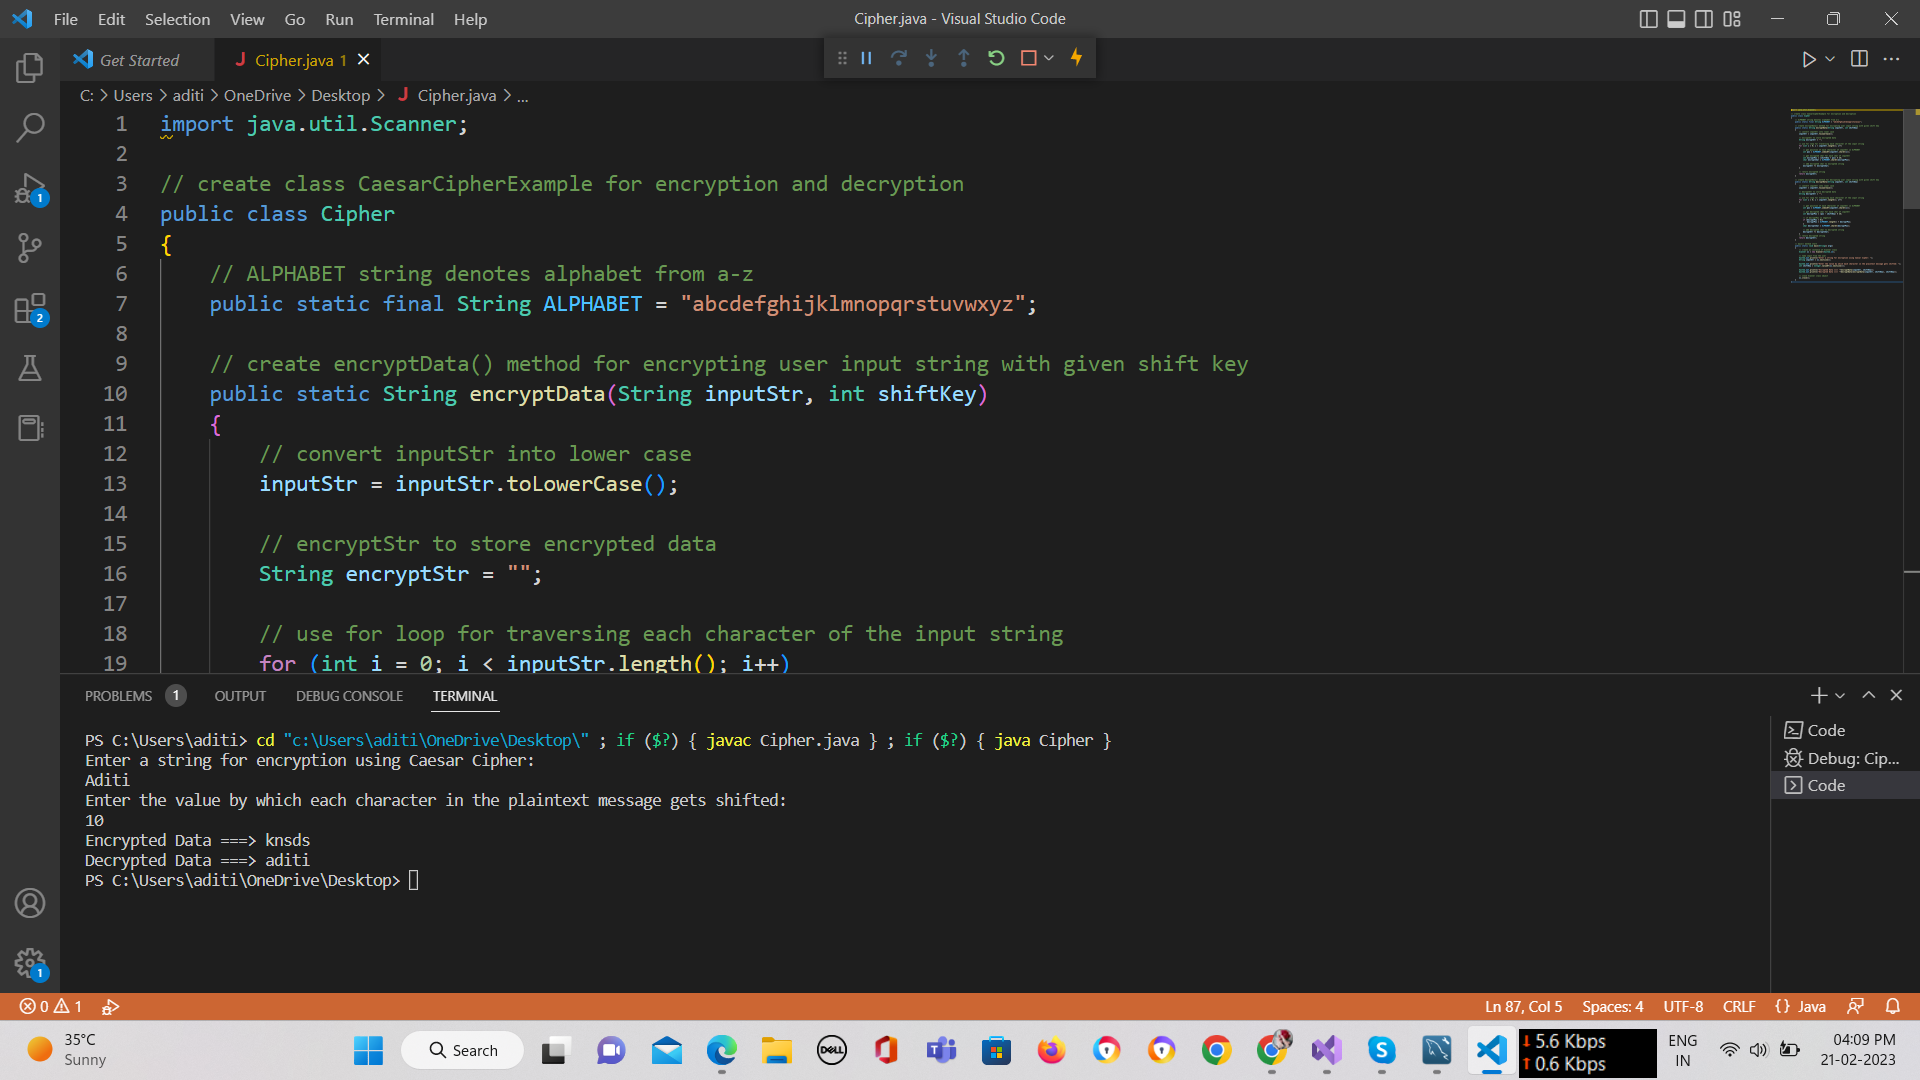 File Edit Selection View Go Run Terminal Help
Cipher.java - Visual Studio Code
Get Started
J Cipher.java 1
C: > Users > aditi > OneDrive > Desktop > J Cipher.java > ...
1 import java.util.Scanner;
2
3 // create class CaesarCipherExample for encryption and decryption
4 public class Cipher
5 {
6 // ALPHABET string denotes alphabet from a-z
7 public static final String ALPHABET = "abcdefghijklmnopqrstuvwxyz";
8
9 // create encryptData() method for encrypting user input string with given shift key
10 public static String encryptData(String inputStr, int shiftKey)
11 {
12 // convert inputStr into lower case
13 inputStr = inputStr.toLowerCase();
14
15 // encryptStr to store encrypted data
16 String encryptStr = "";
17
18 // use for loop for traversing each character of the input string
19 for (int i = 0; i < inputStr.length(); i++)
1
2
1
PROBLEMS 1 OUTPUT DEBUG CONSOLE TERMINAL
PS C:\Users\aditi> cd "c:\Users\aditi\OneDrive\Desktop\" ; if ($?) { javac Cipher.java } ; if ($?) { java Cipher }
Enter a string for encryption using Caesar Cipher:
Aditi
Enter the value by which each character in the plaintext message gets shifted:
10
Encrypted Data ===> knsds
Decrypted Data ===> aditi
PS C:\Users\aditi\OneDrive\Desktop>
Code
Debug: Cip...
Code
0 1
Ln 87, Col 5 Spaces: 4 UTF-8 CRLF {} Java
35°C
Sunny
Search
DELL
5.6 Kbps
0.6 Kbps
ENG
IN
04:09 PM
21-02-2023